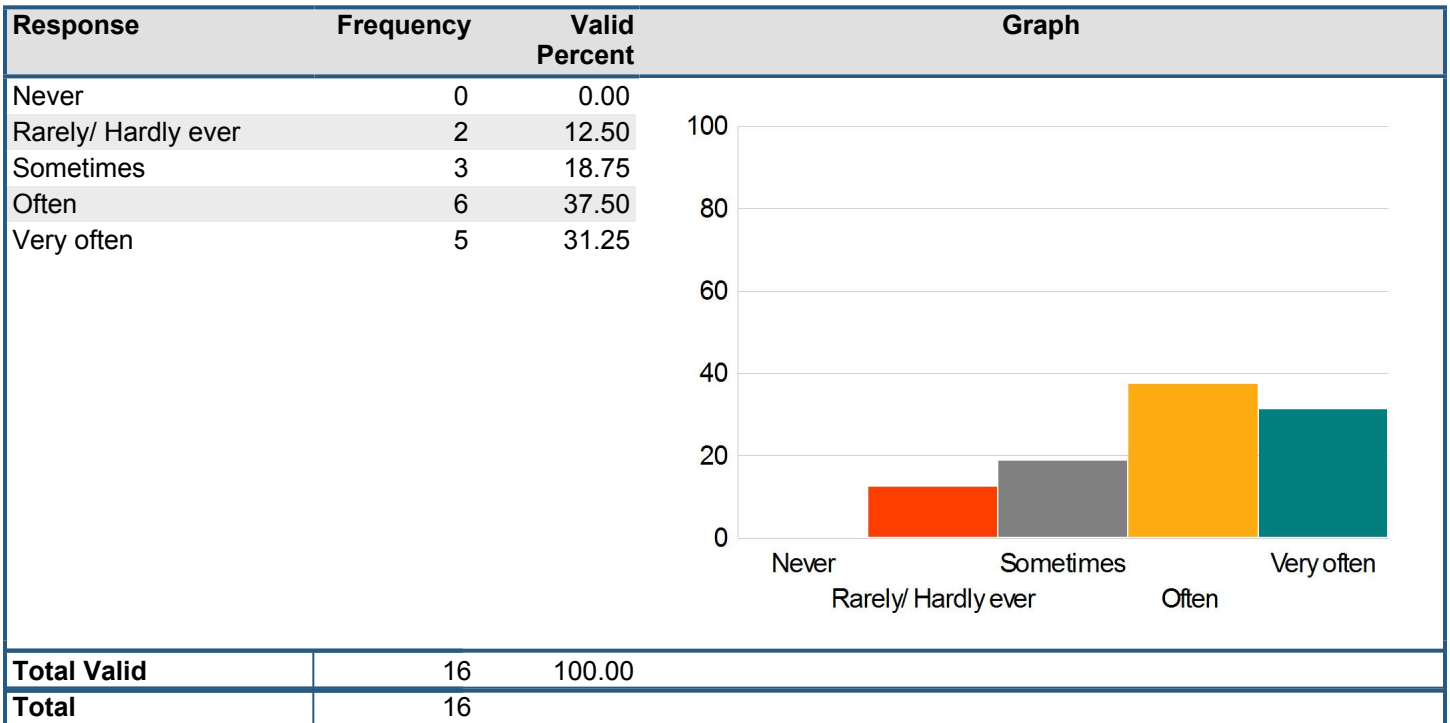 Response Frequency Valid Percent Graph
Never 0 0.00
Rarely/ Hardly ever 2 12.50
Sometimes 3 18.75
Often 6 37.50
Very often 5 31.25
100
80
60
40
20
0
Never Sometimes Very often
Rarely/ Hardly ever Often
Total Valid 16 100.00
Total 16